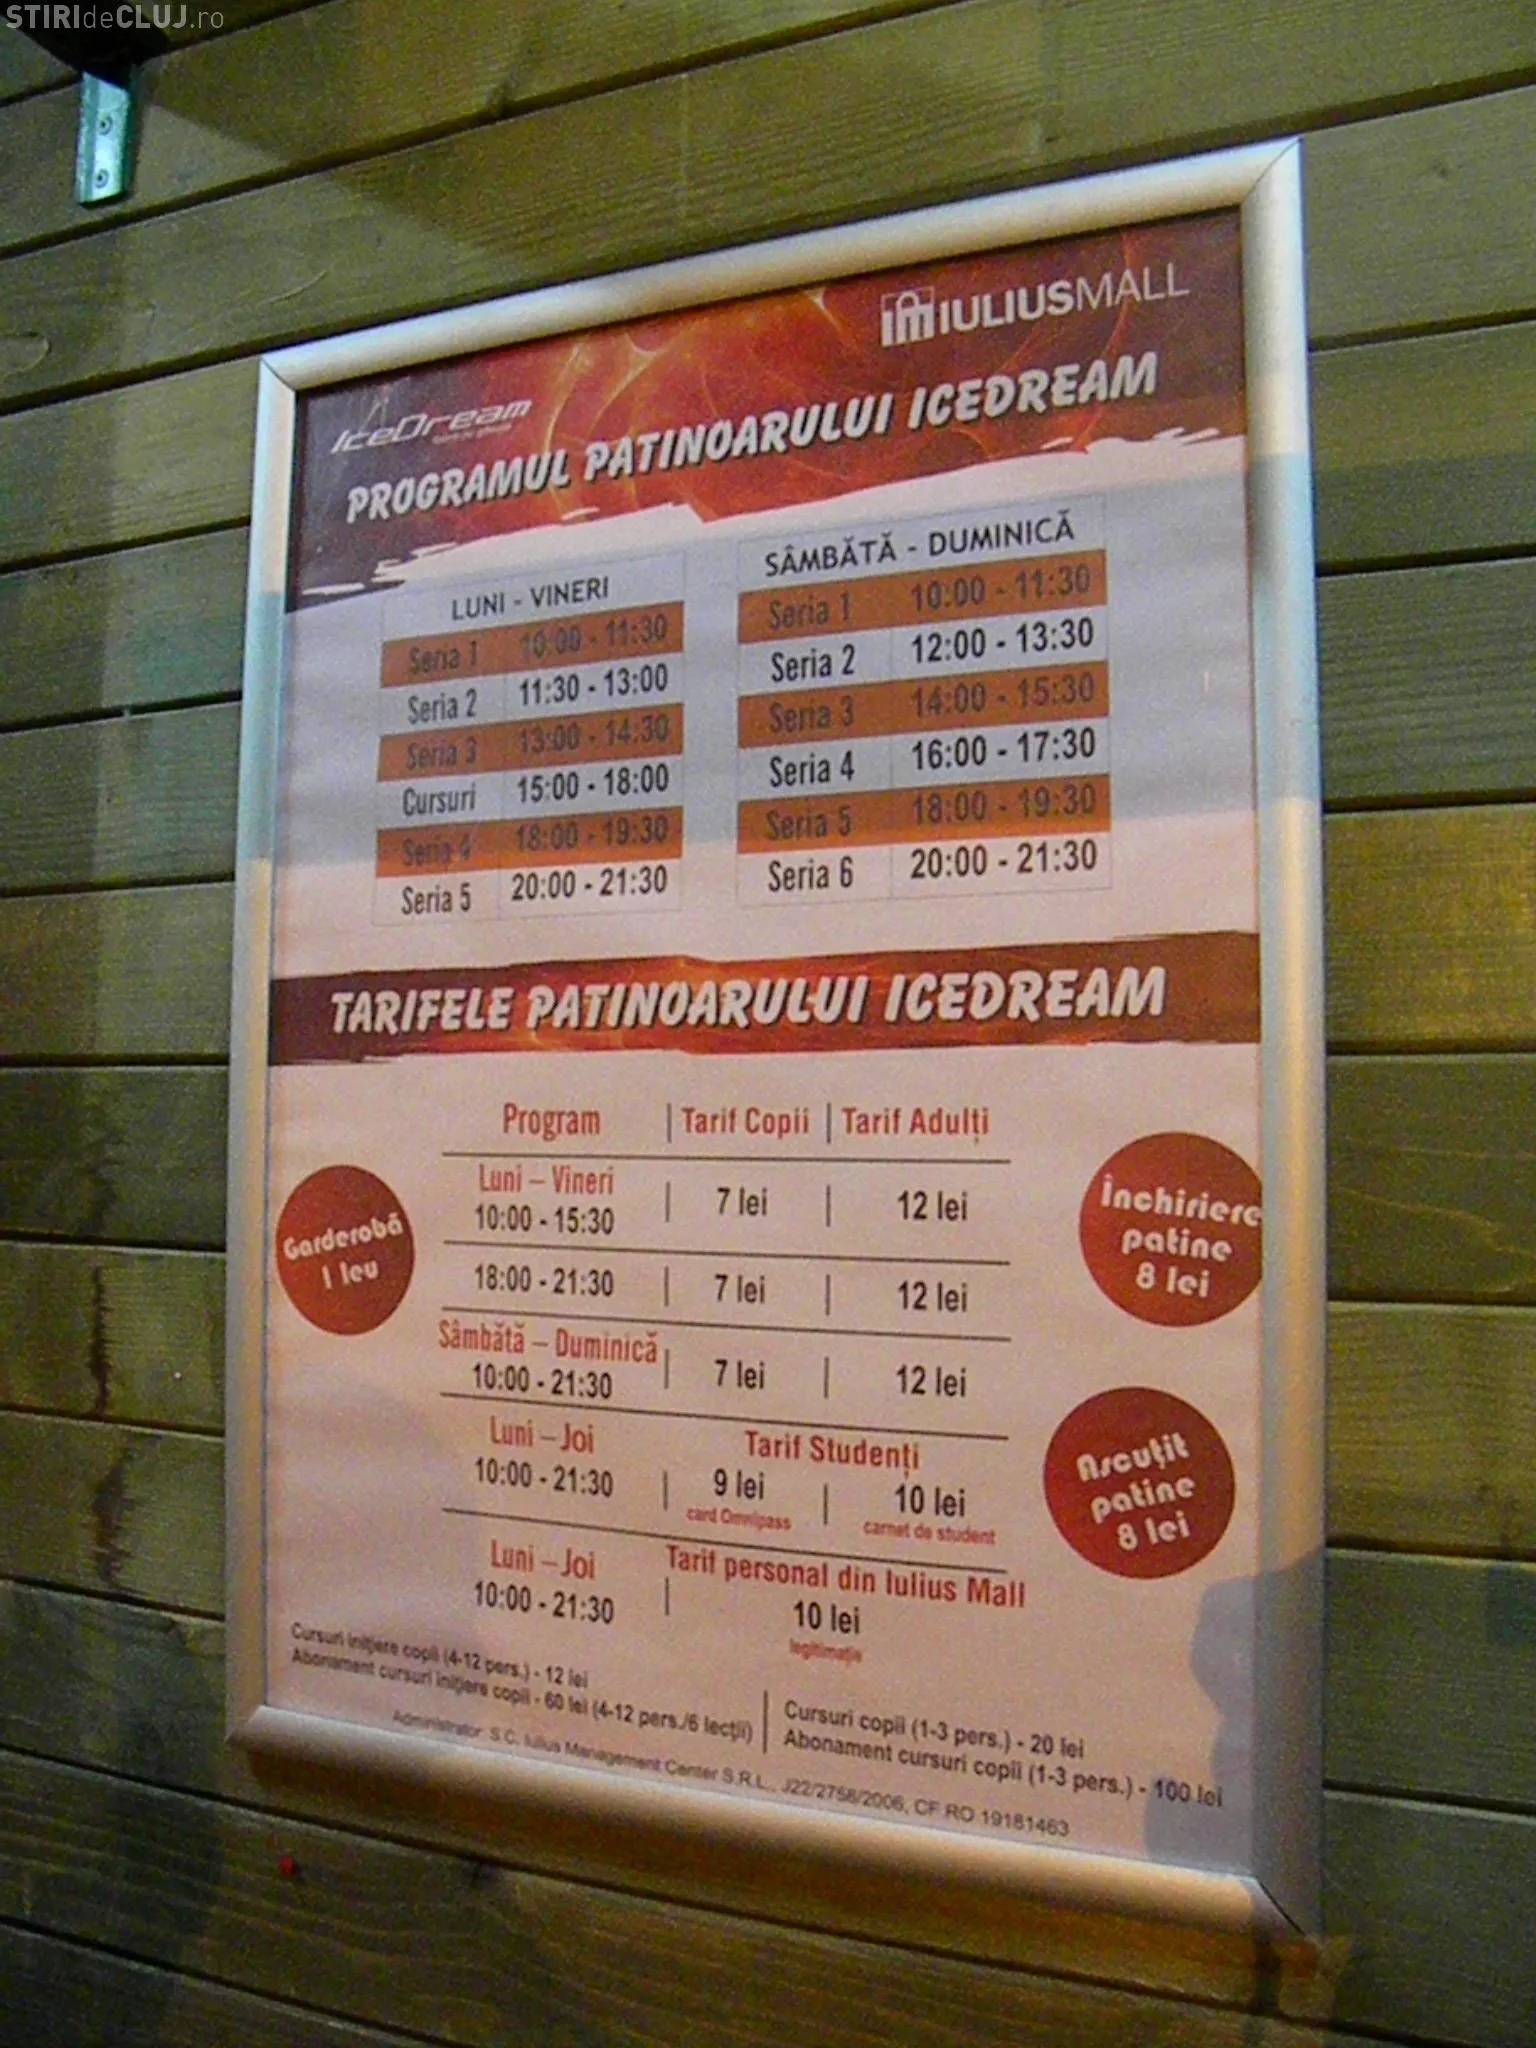 STIRIdeCLUJ.ro
IULIUSMALL
IceDream
PROGRAMUL PATINOARULUI ICEDREAM
LUNI - VINERI
Seria 1 10:00 - 11:30
Seria 2 11:30 - 13:00
Seria 3 13:00 - 14:30
Cursuri 15:00 - 18:00
Seria 4 18:00 - 19:30
Seria 5 20:00 - 21:30
SÂMBĂTĂ - DUMINICĂ
Seria 1 10:00 - 11:30
Seria 2 12:00 - 13:30
Seria 3 14:00 - 15:30
Seria 4 16:00 - 17:30
Seria 5 18:00 - 19:30
Seria 6 20:00 - 21:30
TARIFELE PATINOARULUI ICEDREAM
Program | Tarif Copii | Tarif Adulți
Luni – Vineri
10:00 - 15:30 | 7 lei | 12 lei
18:00 - 21:30 | 7 lei | 12 lei
Sâmbătă – Duminică
10:00 - 21:30 | 7 lei | 12 lei
Luni – Joi Tarif Studenți
10:00 - 21:30 | 9 lei | 10 lei
card Omnipass carnet de student
Luni – Joi Tarif personal din Iulius Mall
10:00 - 21:30 | 10 lei
legitimație
Garderobă
1 leu
Închiriere
patine
8 lei
Ascuțit
patine
8 lei
Cursuri inițiere copii (4-12 pers.) - 12 lei
Abonament cursuri inițiere copii - 60 lei (4-12 pers./6 lecții)
Cursuri copii (1-3 pers.) - 20 lei
Abonament cursuri copii (1-3 pers.) - 100 lei
Administrator: S.C. Iulius Management Center S.R.L., J22/2758/2006, CF RO 19181463